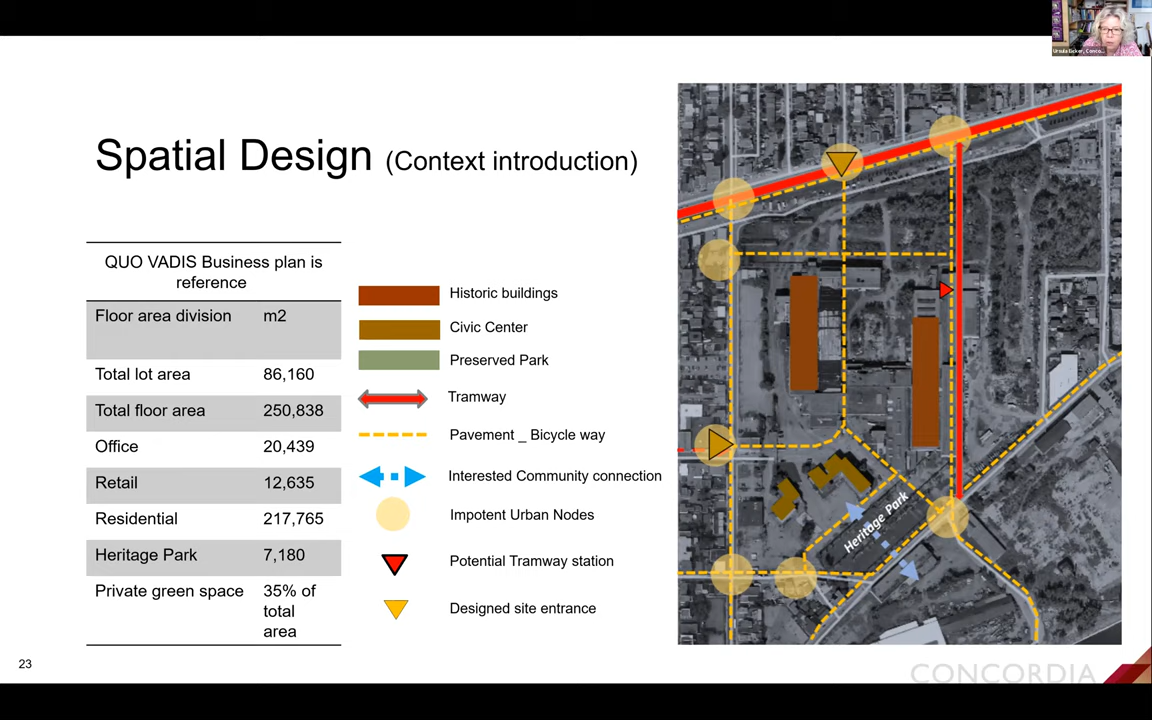 Spatial Design (Context introduction)
QUO VADIS Business plan is
reference
Floor area division m2
Total lot area 86,160
Total floor area 250,838
Office 20,439
Retail 12,635
Residential 217,765
Heritage Park 7,180
Private green space 35% of
total
area
Historic buildings
Civic Center
Preserved Park
Tramway
Pavement _ Bicycle way
Interested Community connection
Impotent Urban Nodes
Potential Tramway station
Designed site entrance
Heritage Park
23
CONCORDIA